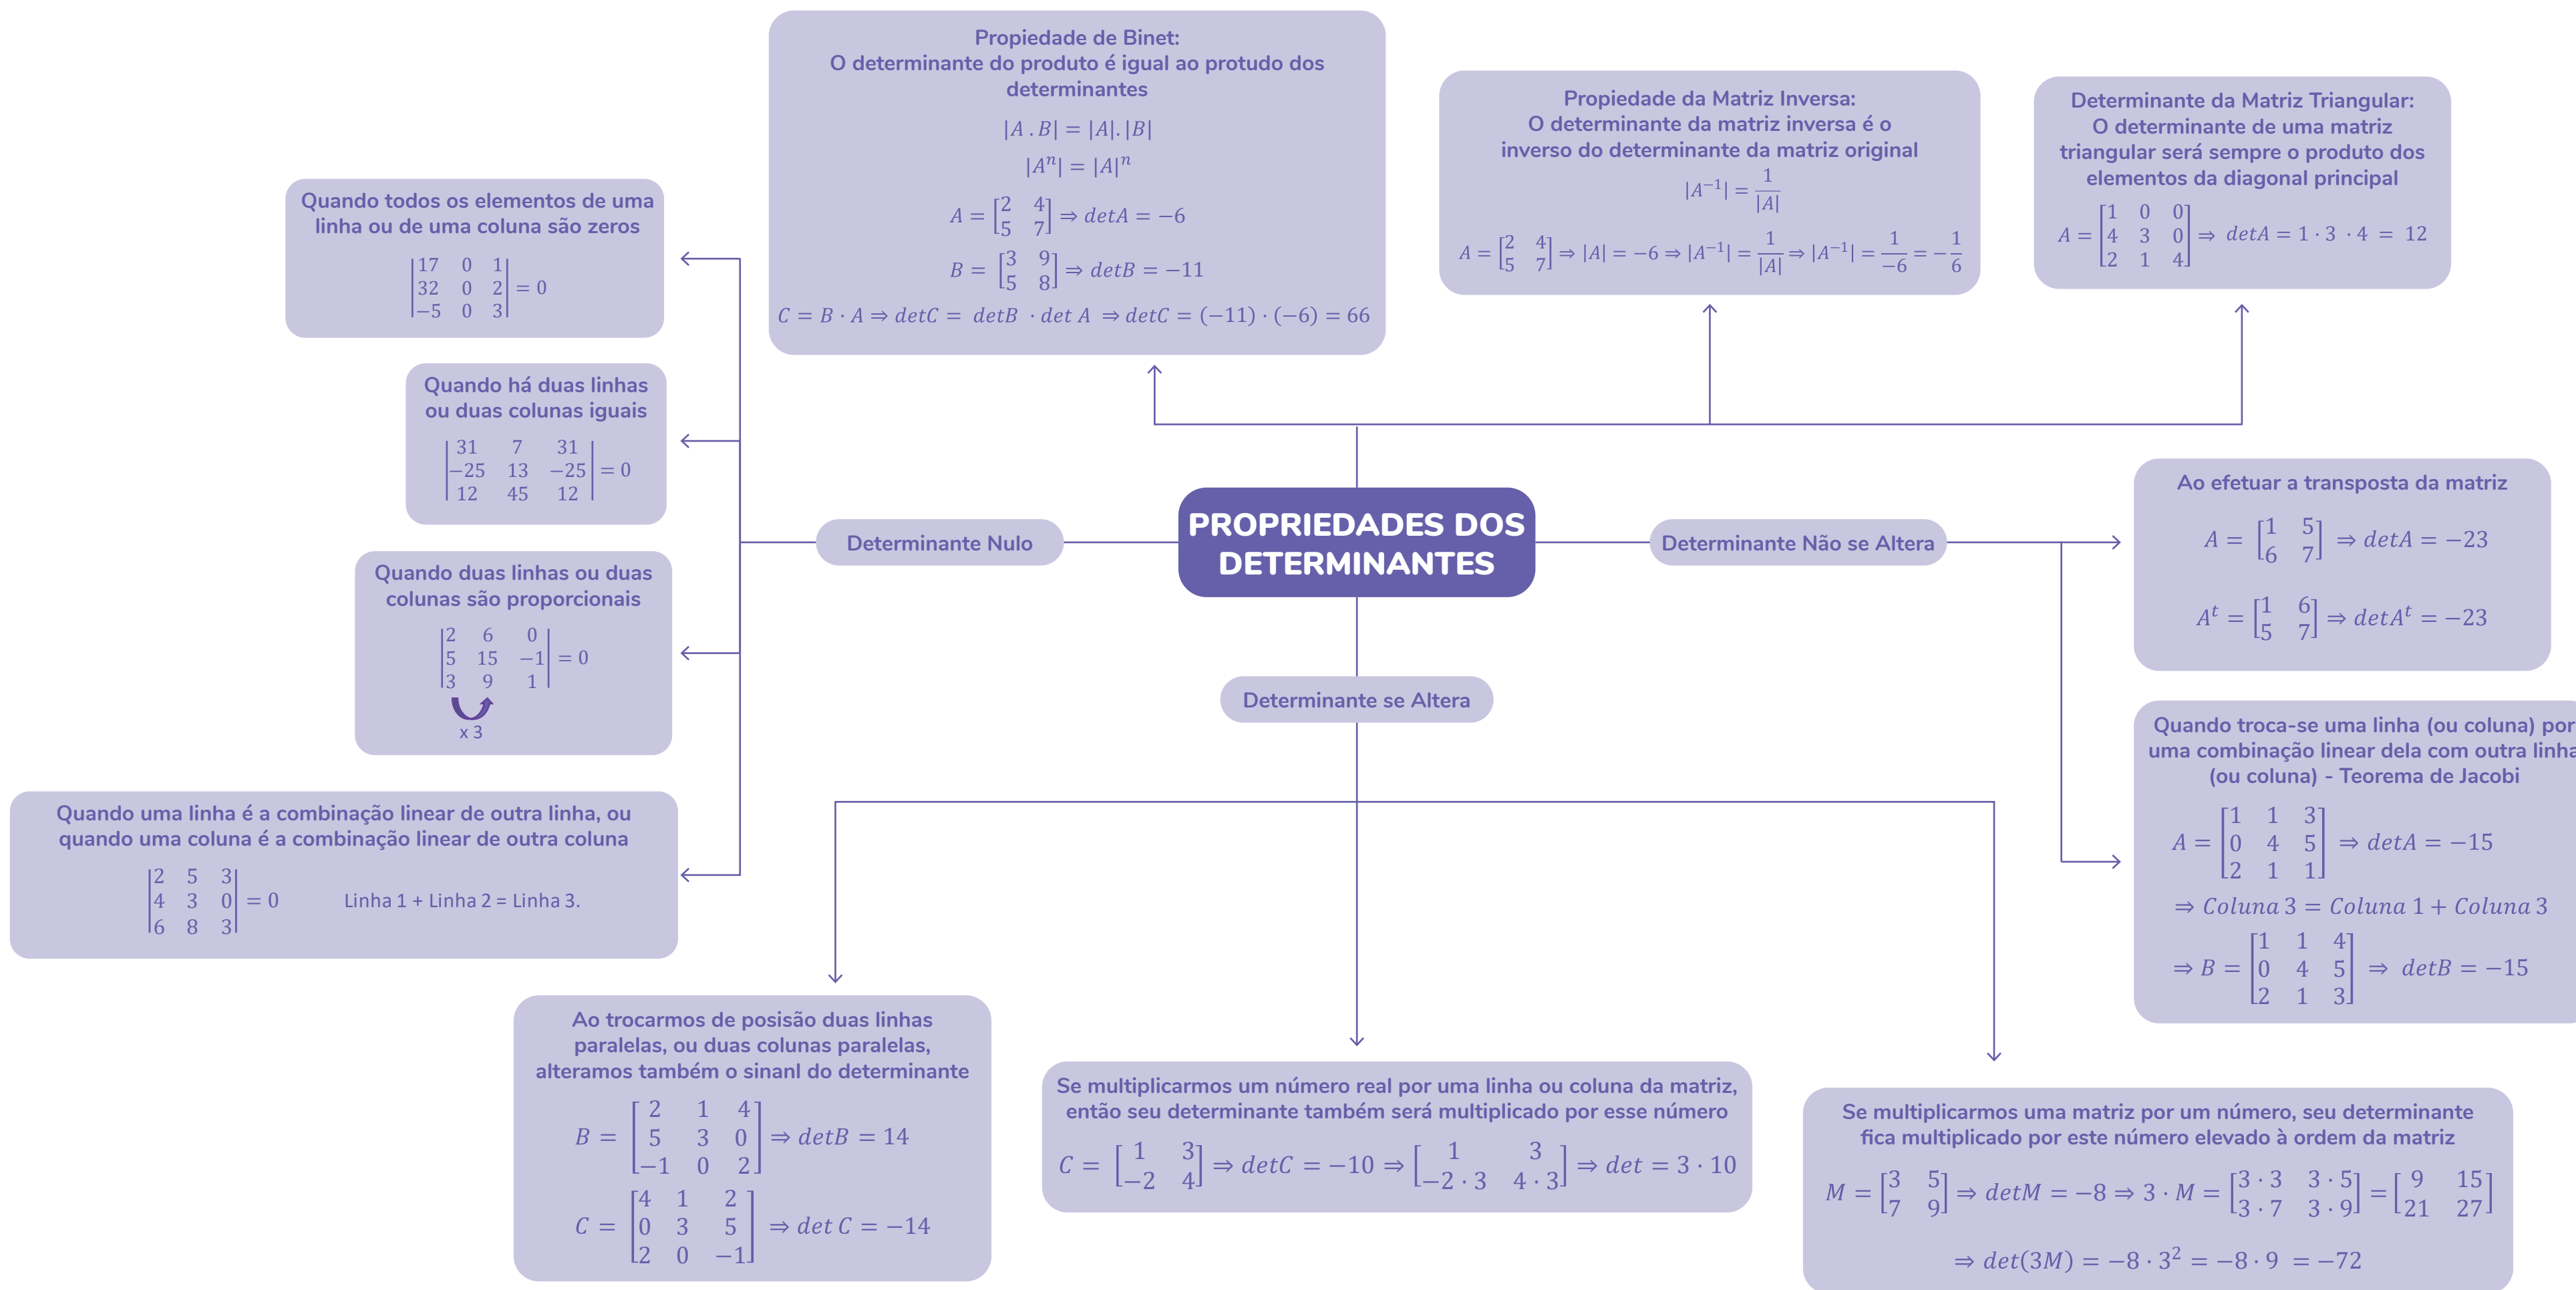 Propiedade de Binet:
O determinante do produto é igual ao protudo dos
determinantes
|A . B| = |A|. |B|
|Aⁿ| = |A|ⁿ
A = [2 4; 5 7] ⇒ detA = −6
B = [3 9; 5 8] ⇒ detB = −11
C = B · A ⇒ detC = detB · det A ⇒ detC = (−11) · (−6) = 66
Propiedade da Matriz Inversa:
O determinante da matriz inversa é o
inverso do determinante da matriz original
|A⁻¹| = 1/|A|
A = [2 4; 5 7] ⇒ |A| = −6 ⇒ |A⁻¹| = 1/|A| ⇒ |A⁻¹| = 1/−6 = −1/6
Determinante da Matriz Triangular:
O determinante de uma matriz
triangular será sempre o produto dos
elementos da diagonal principal
A = [1 0 0; 4 3 0; 2 1 4] ⇒ detA = 1 · 3 · 4 = 12
Quando todos os elementos de uma
linha ou de uma coluna são zeros
|17 0 1; 32 0 2; −5 0 3| = 0
Quando há duas linhas
ou duas colunas iguais
|31 7 31; −25 13 −25; 12 45 12| = 0
Quando duas linhas ou duas
colunas são proporcionais
|2 6 0; 5 15 −1; 3 9 1| = 0
x 3
Quando uma linha é a combinação linear de outra linha, ou
quando uma coluna é a combinação linear de outra coluna
|2 5 3; 4 3 0; 6 8 3| = 0 Linha 1 + Linha 2 = Linha 3.
Determinante Nulo
PROPRIEDADES DOS
DETERMINANTES
Determinante Não se Altera
Determinante se Altera
Ao efetuar a transposta da matriz
A = [1 5; 6 7] ⇒ detA = −23
Aᵗ = [1 6; 5 7] ⇒ detAᵗ = −23
Quando troca-se uma linha (ou coluna) por
uma combinação linear dela com outra linha
(ou coluna) - Teorema de Jacobi
A = [1 1 3; 0 4 5; 2 1 1] ⇒ detA = −15
⇒ Coluna 3 = Coluna 1 + Coluna 3
⇒ B = [1 1 4; 0 4 5; 2 1 3] ⇒ detB = −15
Ao trocarmos de posisão duas linhas
paralelas, ou duas colunas paralelas,
alteramos também o sinanl do determinante
B = [2 1 4; 5 3 0; −1 0 2] ⇒ detB = 14
C = [4 1 2; 0 3 5; 2 0 −1] ⇒ det C = −14
Se multiplicarmos um número real por uma linha ou coluna da matriz,
então seu determinante também será multiplicado por esse número
C = [1 3; −2 4] ⇒ detC = −10 ⇒ [1 3; −2 · 3 4 · 3] ⇒ det = 3 · 10
Se multiplicarmos uma matriz por um número, seu determinante
fica multiplicado por este número elevado à ordem da matriz
M = [3 5; 7 9] ⇒ detM = −8 ⇒ 3 · M = [3 · 3 3 · 5; 3 · 7 3 · 9] = [9 15; 21 27]
⇒ det(3M) = −8 · 3² = −8 · 9 = −72